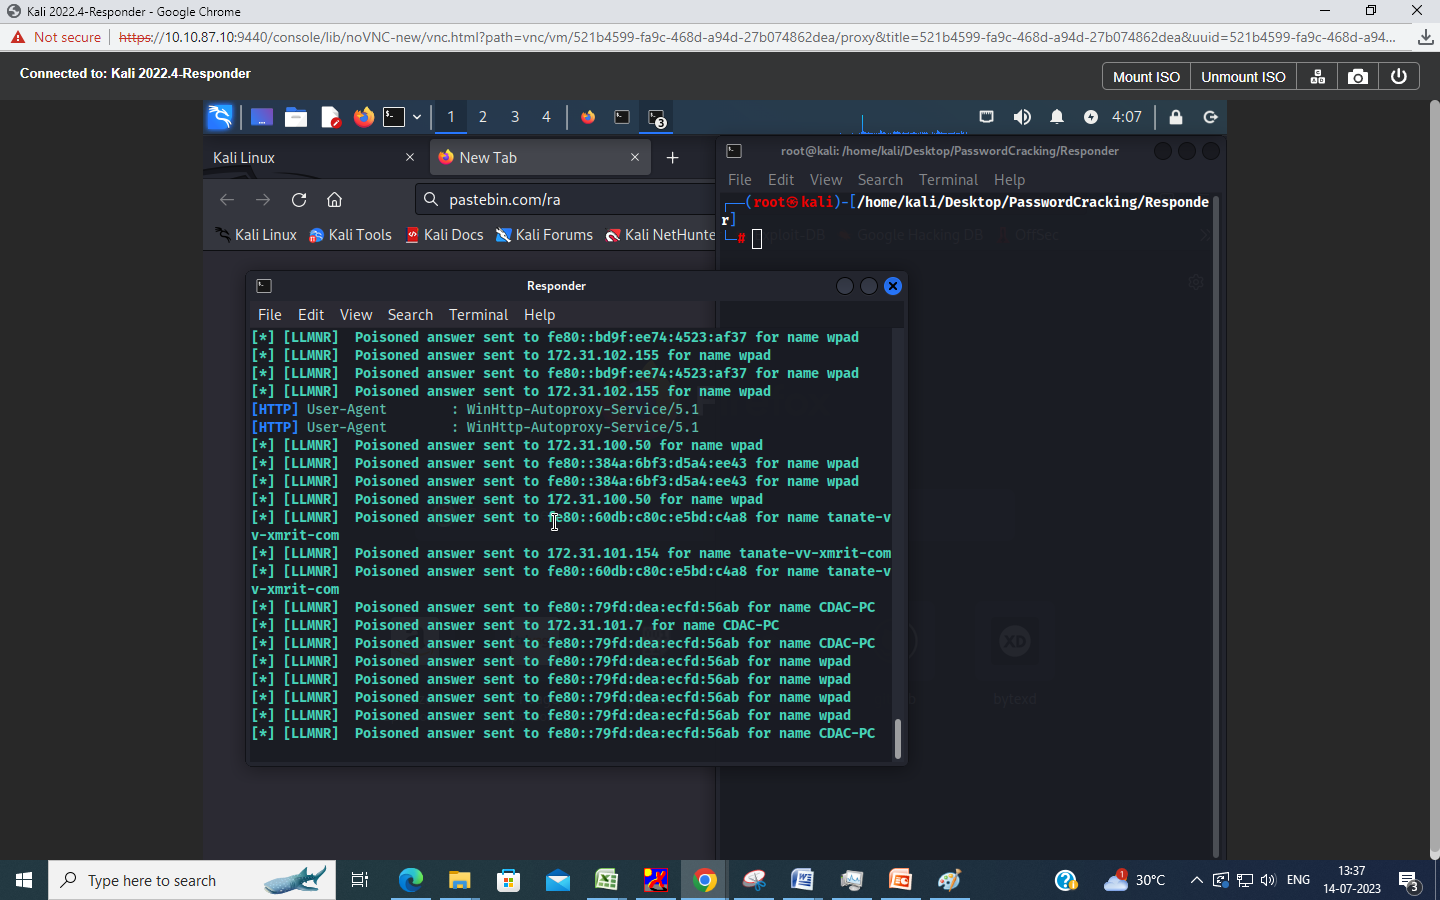 Kali 2022.4-Responder - Google Chrome
Not secure https://10.10.87.10:9440/console/lib/noVNC-new/vnc.html?path=vnc/vm/521b4599-fa9c-468d-a94d-27b074862dea/proxy&title=521b4599-fa9c-468d-a94d-27b074862dea&uuid=521b4599-fa9c-468d-a94...
Connected to: Kali 2022.4-Responder
Mount ISO Unmount ISO
1 2 3 4 3 4:07
Kali Linux New Tab
root@kali: /home/kali/Desktop/PasswordCracking/Responder
File Edit View Search Terminal Help
pastebin.com/ra
Kali Linux Kali Tools Kali Docs Kali Forums Kali NetHunte
(root㉿kali)-[/home/kali/Desktop/PasswordCracking/Responde
r]
#
ploit-DB Google Hacking DB OffSec
Responder
File Edit View Search Terminal Help
[*] [LLMNR]  Poisoned answer sent to fe80::bd9f:ee74:4523:af37 for name wpad
[*] [LLMNR]  Poisoned answer sent to 172.31.102.155 for name wpad
[*] [LLMNR]  Poisoned answer sent to fe80::bd9f:ee74:4523:af37 for name wpad
[*] [LLMNR]  Poisoned answer sent to 172.31.102.155 for name wpad
[HTTP] User-Agent        : WinHttp-Autoproxy-Service/5.1
[HTTP] User-Agent        : WinHttp-Autoproxy-Service/5.1
[*] [LLMNR]  Poisoned answer sent to 172.31.100.50 for name wpad
[*] [LLMNR]  Poisoned answer sent to fe80::384a:6bf3:d5a4:ee43 for name wpad
[*] [LLMNR]  Poisoned answer sent to fe80::384a:6bf3:d5a4:ee43 for name wpad
[*] [LLMNR]  Poisoned answer sent to 172.31.100.50 for name wpad
[*] [LLMNR]  Poisoned answer sent to fe80::60db:c80c:e5bd:c4a8 for name tanate-v
v-xmrit-com
[*] [LLMNR]  Poisoned answer sent to 172.31.101.154 for name tanate-vv-xmrit-com
[*] [LLMNR]  Poisoned answer sent to fe80::60db:c80c:e5bd:c4a8 for name tanate-v
v-xmrit-com
[*] [LLMNR]  Poisoned answer sent to fe80::79fd:dea:ecfd:56ab for name CDAC-PC
[*] [LLMNR]  Poisoned answer sent to 172.31.101.7 for name CDAC-PC
[*] [LLMNR]  Poisoned answer sent to fe80::79fd:dea:ecfd:56ab for name CDAC-PC
[*] [LLMNR]  Poisoned answer sent to fe80::79fd:dea:ecfd:56ab for name wpad
[*] [LLMNR]  Poisoned answer sent to fe80::79fd:dea:ecfd:56ab for name wpad
[*] [LLMNR]  Poisoned answer sent to fe80::79fd:dea:ecfd:56ab for name wpad
[*] [LLMNR]  Poisoned answer sent to fe80::79fd:dea:ecfd:56ab for name wpad
[*] [LLMNR]  Poisoned answer sent to fe80::79fd:dea:ecfd:56ab for name CDAC-PC
XD
bytexd
Type here to search
1 30°C ENG 13:37
14-07-2023 3